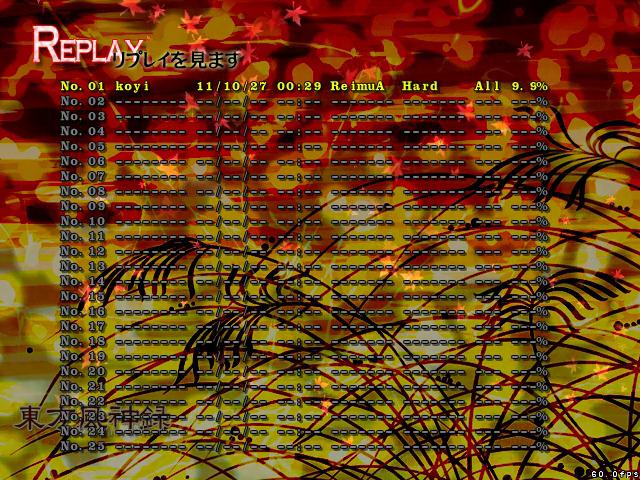 REPLAY リプレイを見ます
No. 01 koyi 11/10/27 00:29 ReimuA Hard All 9.9%
No. 02 -------- --/--/-- --:-- ------ ------- --- ---%
No. 03 -------- --/--/-- --:-- ------ ------- --- ---%
No. 04 -------- --/--/-- --:-- ------ ------- --- ---%
No. 05 -------- --/--/-- --:-- ------ ------- --- ---%
No. 06 -------- --/--/-- --:-- ------ ------- --- ---%
No. 07 -------- --/--/-- --:-- ------ ------- --- ---%
No. 08 -------- --/--/-- --:-- ------ ------- --- ---%
No. 09 -------- --/--/-- --:-- ------ ------- --- ---%
No. 10 -------- --/--/-- --:-- ------ ------- --- ---%
No. 11 -------- --/--/-- --:-- ------ ------- --- ---%
No. 12 -------- --/--/-- --:-- ------ ------- --- ---%
No. 13 -------- --/--/-- --:-- ------ ------- --- ---%
No. 14 -------- --/--/-- --:-- ------ ------- --- ---%
No. 15 -------- --/--/-- --:-- ------ ------- --- ---%
No. 16 -------- --/--/-- --:-- ------ ------- --- ---%
No. 17 -------- --/--/-- --:-- ------ ------- --- ---%
No. 18 -------- --/--/-- --:-- ------ ------- --- ---%
No. 19 -------- --/--/-- --:-- ------ ------- --- ---%
No. 20 -------- --/--/-- --:-- ------ ------- --- ---%
No. 21 -------- --/--/-- --:-- ------ ------- --- ---%
No. 22 -------- --/--/-- --:-- ------ ------- --- ---%
No. 23 -------- --/--/-- --:-- ------ ------- --- ---%
No. 24 -------- --/--/-- --:-- ------ ------- --- ---%
No. 25 -------- --/--/-- --:-- ------ ------- --- ---%
60.0fps